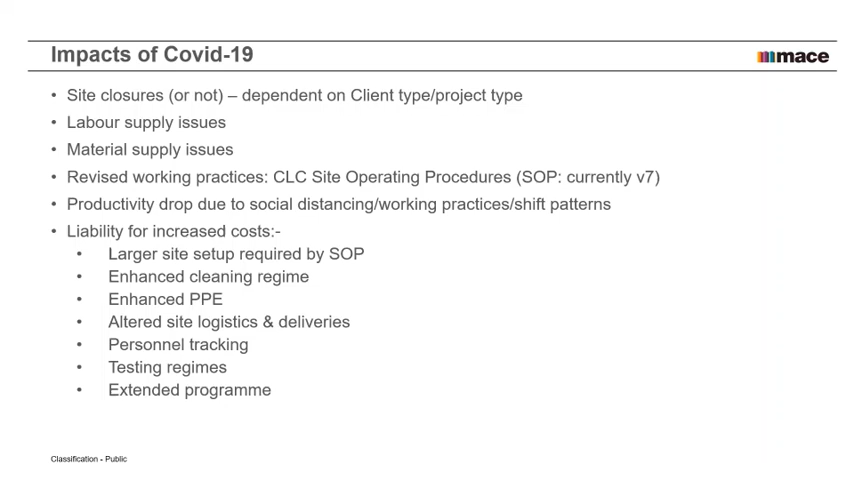 Impacts of Covid-19
mace
• Site closures (or not) – dependent on Client type/project type
• Labour supply issues
• Material supply issues
• Revised working practices: CLC Site Operating Procedures (SOP: currently v7)
• Productivity drop due to social distancing/working practices/shift patterns
• Liability for increased costs:-
• Larger site setup required by SOP
• Enhanced cleaning regime
• Enhanced PPE
• Altered site logistics & deliveries
• Personnel tracking
• Testing regimes
• Extended programme
Classification - Public